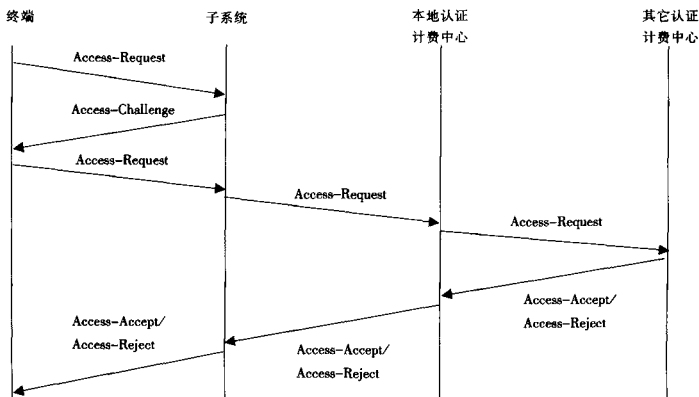 终端
子系统
本地认证
计费中心
其它认证
计费中心
Access-Request
Access-Challenge
Access-Request
Access-Request
Access-Request
Access-Accept/
Access-Reject
Access-Accept/
Access-Reject
Access-Accept/
Access-Reject